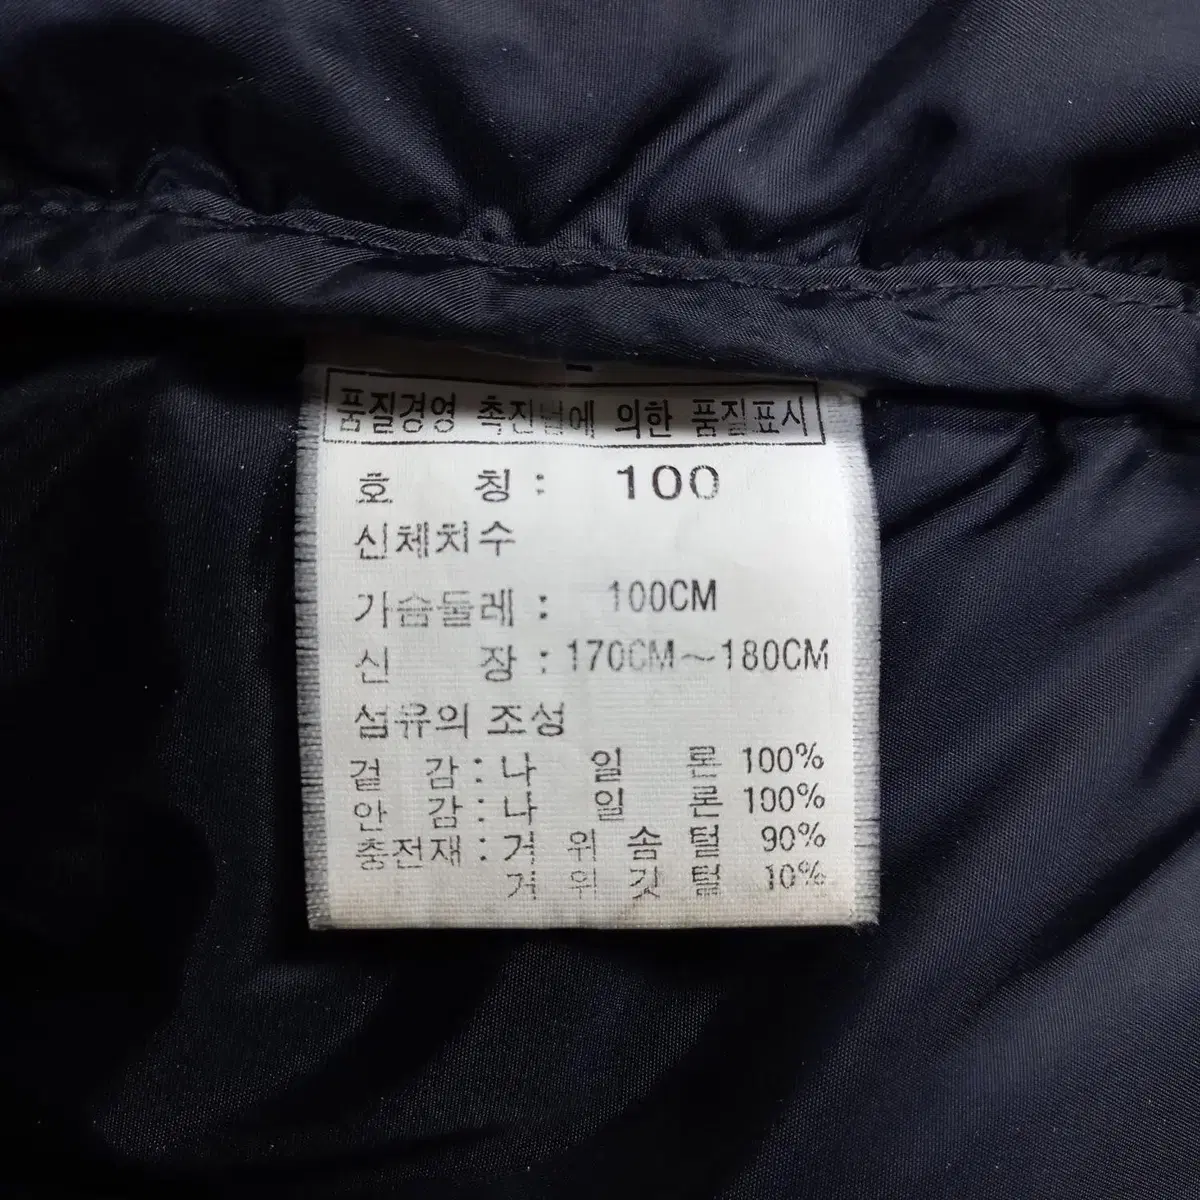 품질경영 촉진법에 의한 품질표시
호 칭 : 100
신체치수
가슴둘레 : 100CM
신 장 : 170CM~180CM
섬유의 조성
겉 감 : 나 일 론 100%
안 감 : 나 일 론 100%
충전재 : 거 위 솜 털 90%
거 위 깃 털 10%